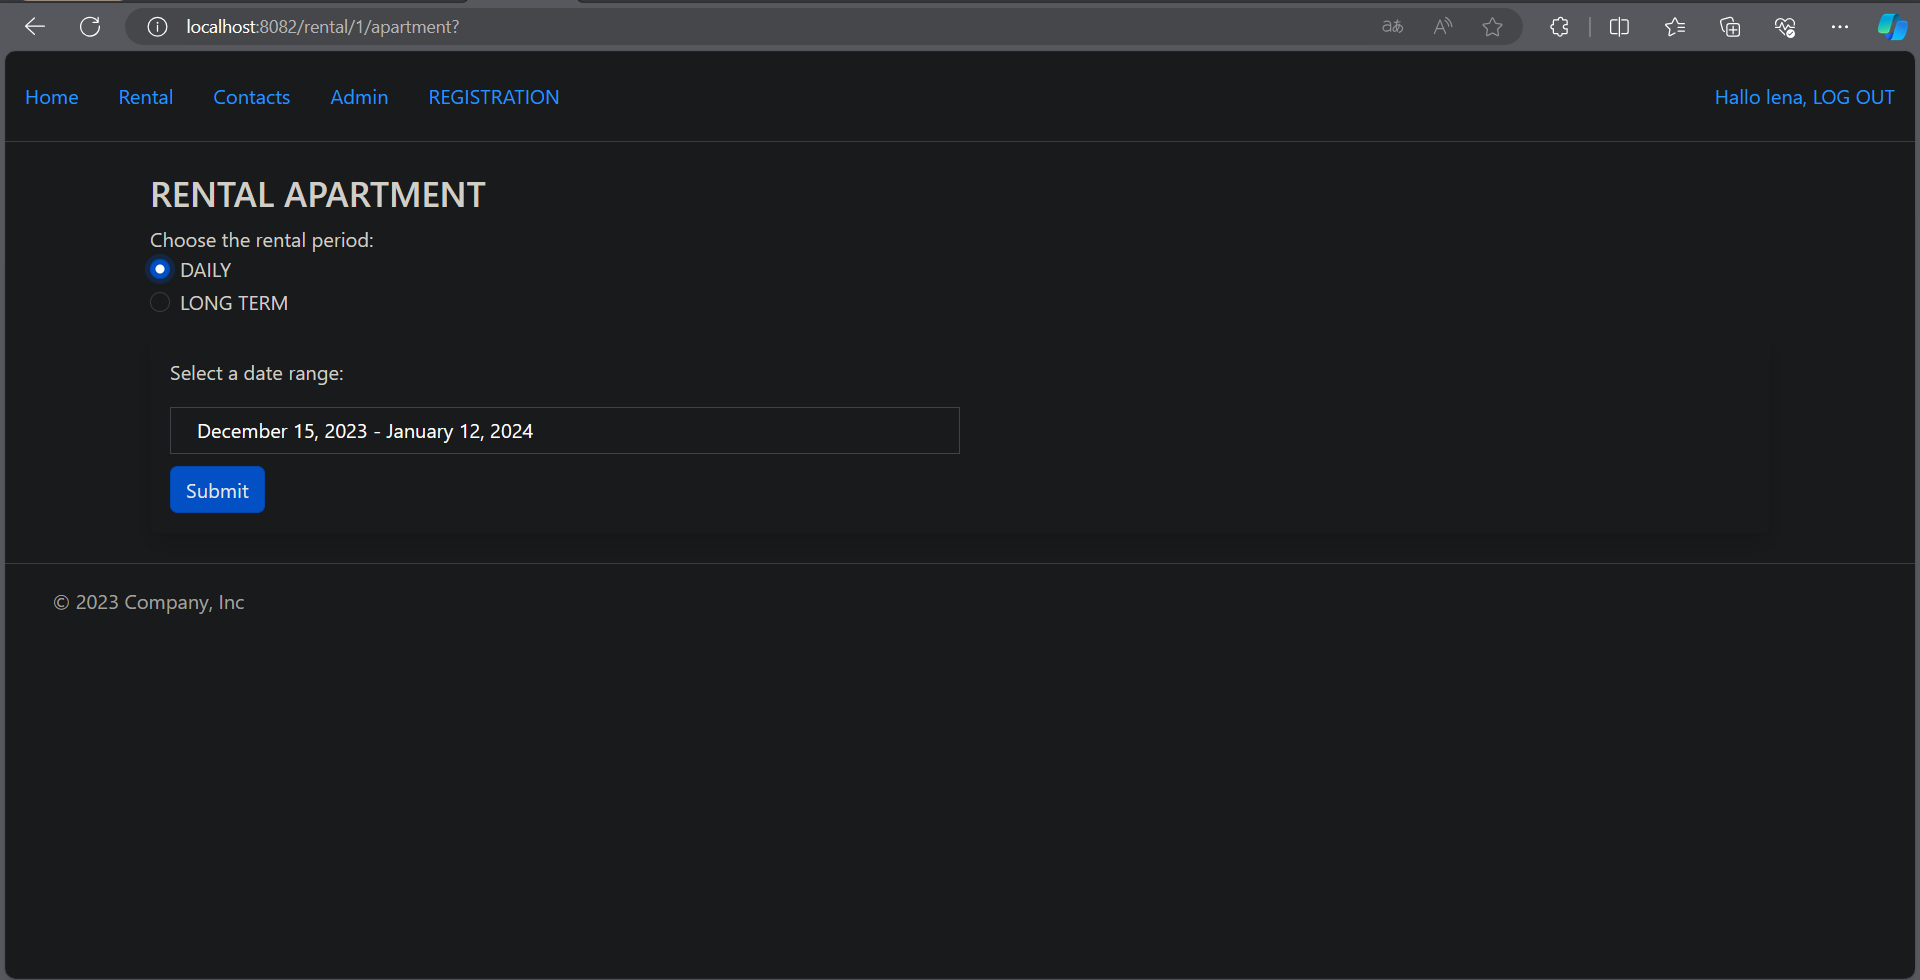 localhost:8082/rental/1/apartment?
Home Rental Contacts Admin REGISTRATION Hallo lena, LOG OUT
RENTAL APARTMENT
Choose the rental period:
DAILY
LONG TERM
Select a date range:
December 15, 2023 - January 12, 2024
Submit
© 2023 Company, Inc